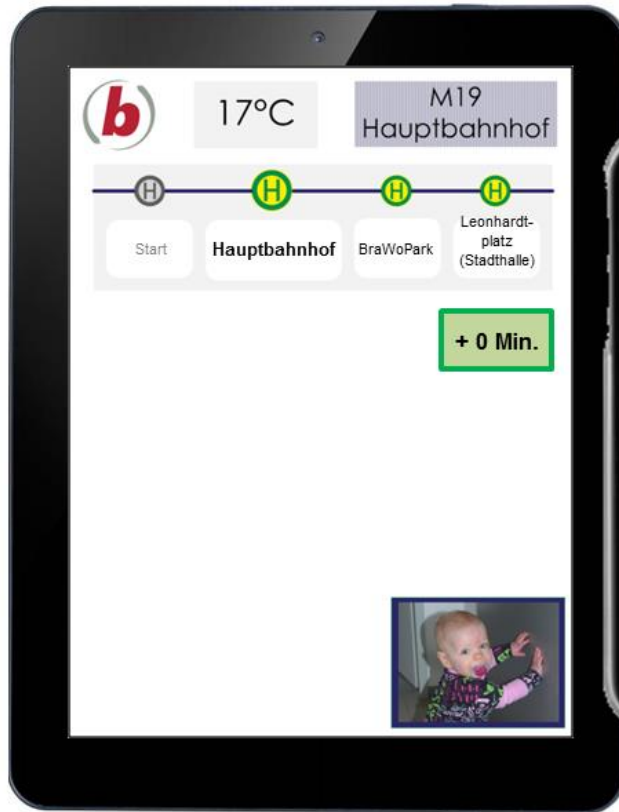 b
17°C
M19
Hauptbahnhof
H
H
H
H
Start
Hauptbahnhof
BraWoPark
Leonhardt-
platz
(Stadthalle)
+ 0 Min.